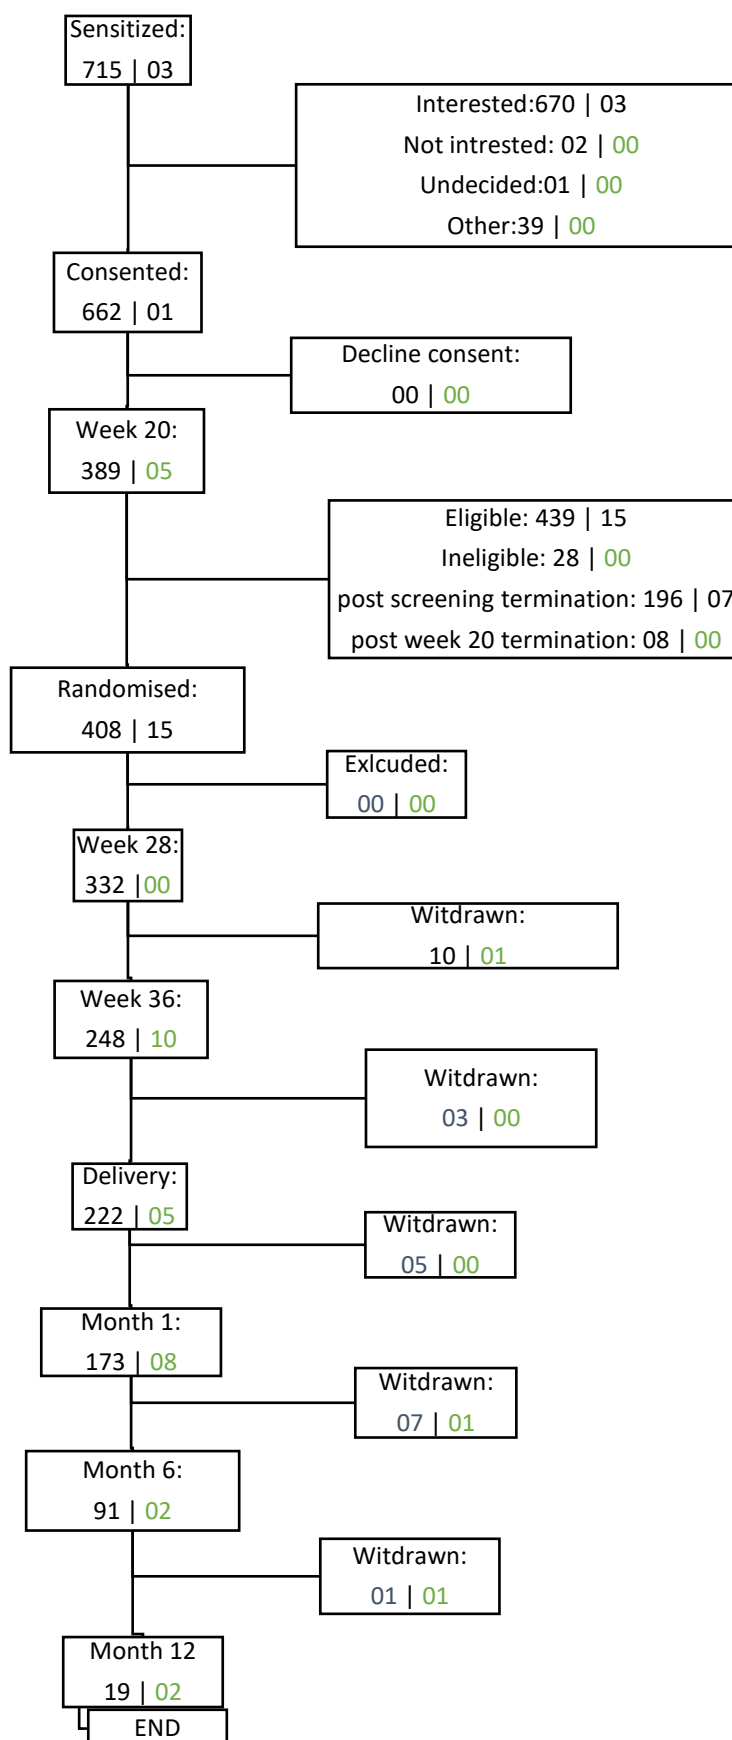 Sensitized:
715 | 03
Interested:670 | 03
Not intrested: 02 | 00
Undecided:01 | 00
Other:39 | 00
Consented:
662 | 01
Decline consent:
00 | 00
Week 20:
389 | 05
Eligible: 439 | 15
Ineligible: 28 | 00
post screening termination: 196 | 07
post week 20 termination: 08 | 00
Randomised:
408 | 15
Exlcuded:
00 | 00
Week 28:
332 |00
Witdrawn:
10 | 01
Week 36:
248 | 10
Witdrawn:
03 | 00
Delivery:
222 | 05
Witdrawn:
05 | 00
Month 1:
173 | 08
Witdrawn:
07 | 01
Month 6:
91 | 02
Witdrawn:
01 | 01
Month 12
19 | 02
END